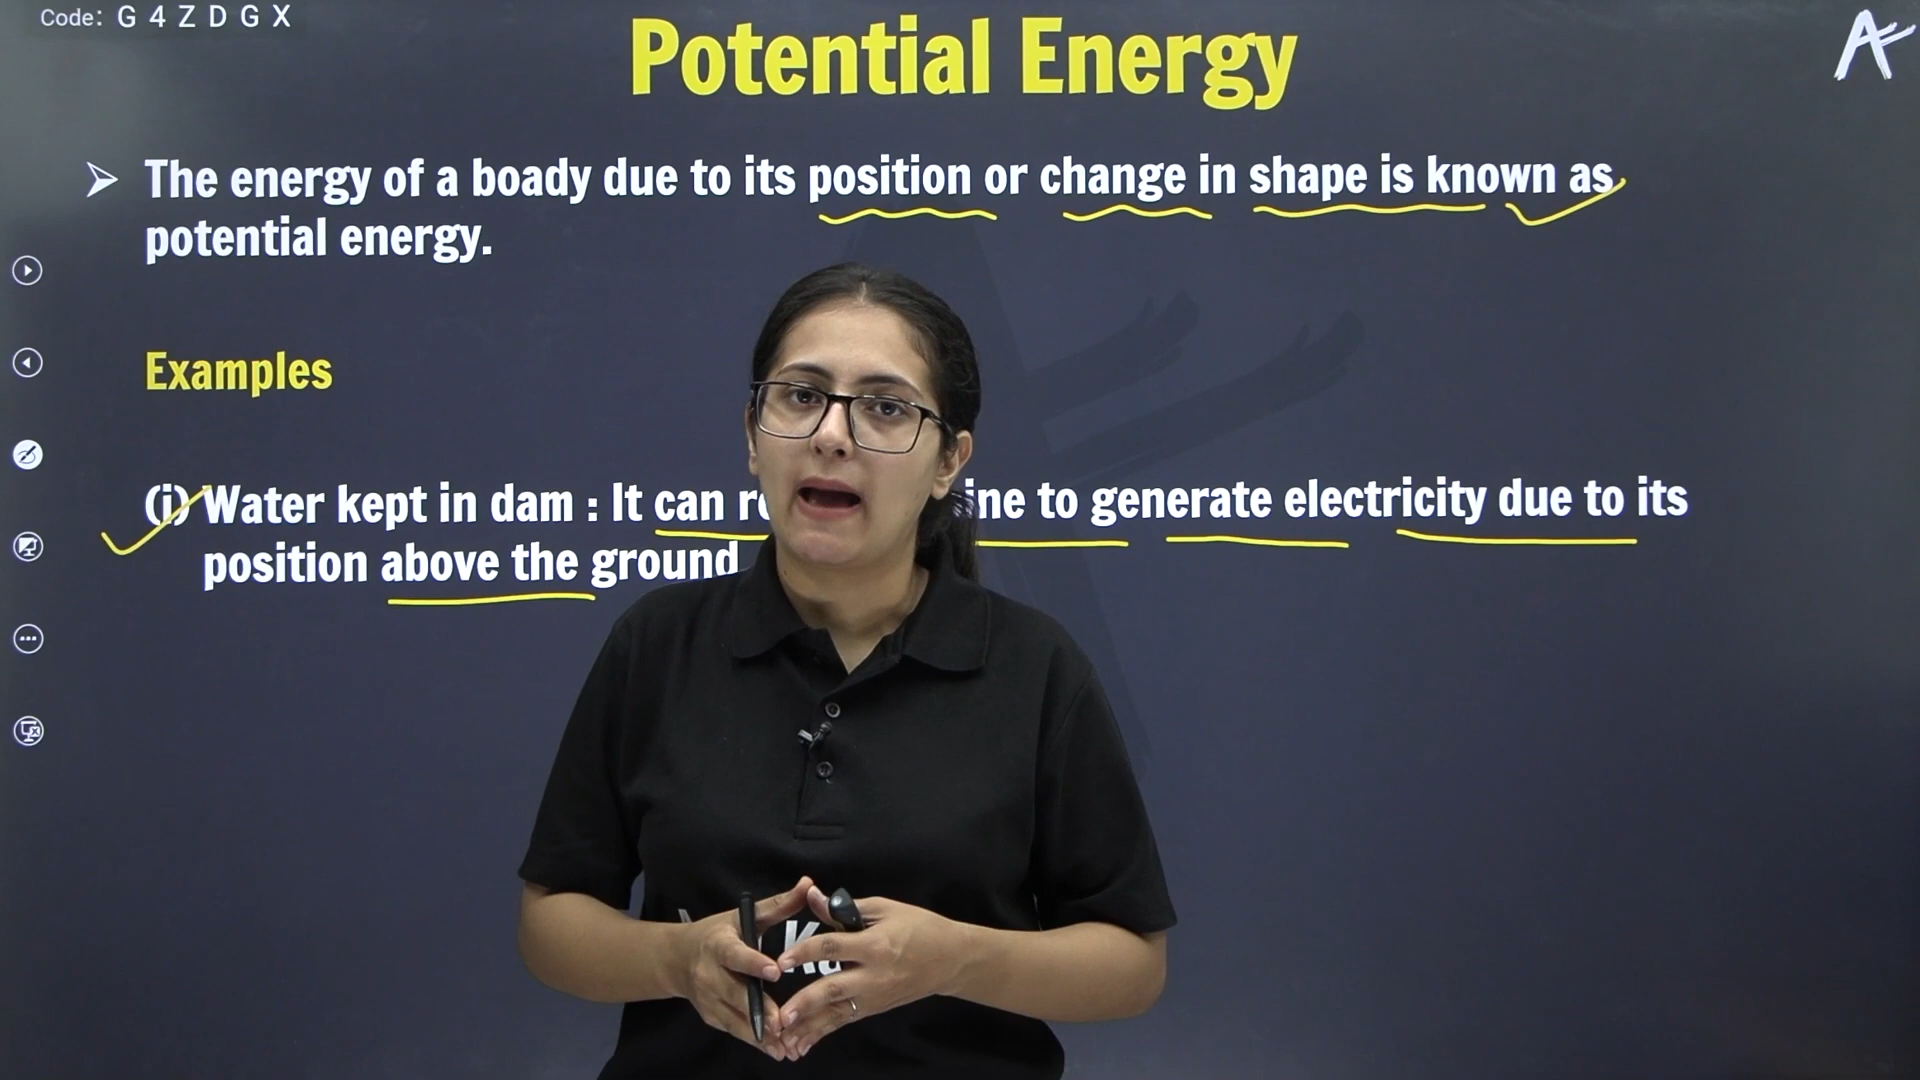 Code: G 4 Z D G X
Potential Energy
➢ The energy of a boady due to its position or change in shape is known as
potential energy.
Examples
(i) Water kept in dam : It can to generate electricity due to its
position above the ground